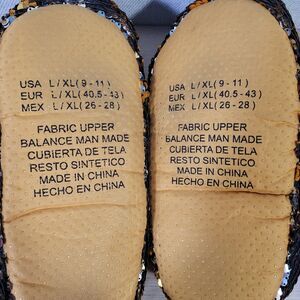 USA L/XL(9-11)
EUR L/XL(40.5-43)
MEX L/XL(26-28)
FABRIC UPPER
BALANCE MAN MADE
CUBIERTA DE TELA
RESTO SINTETICO
MADE IN CHINA
HECHO EN CHINA
USA L/XL(9-11)
EUR L/XL(40.5-43)
MEX L/XL(26-28)
FABRIC UPPER
BALANCE MAN MADE
CUBIERTA DE TELA
RESTO SINTETICO
MADE IN CHINA
HECHO EN CHINA